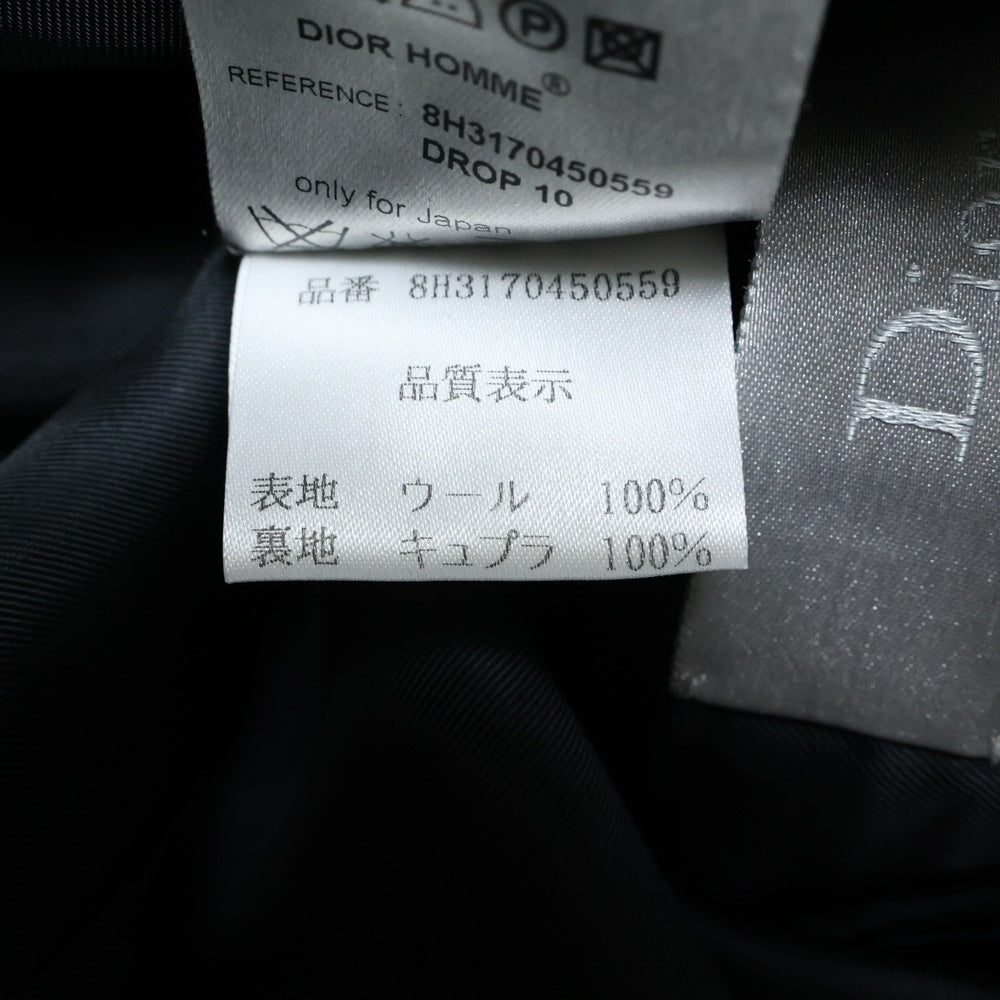 DIOR HOMME®
REFERENCE: 8H3170450559
DROP 10
only for Japan
品番 8H3170450559
品質表示
表地 ウール 100%
裏地 キュプラ 100%
Di